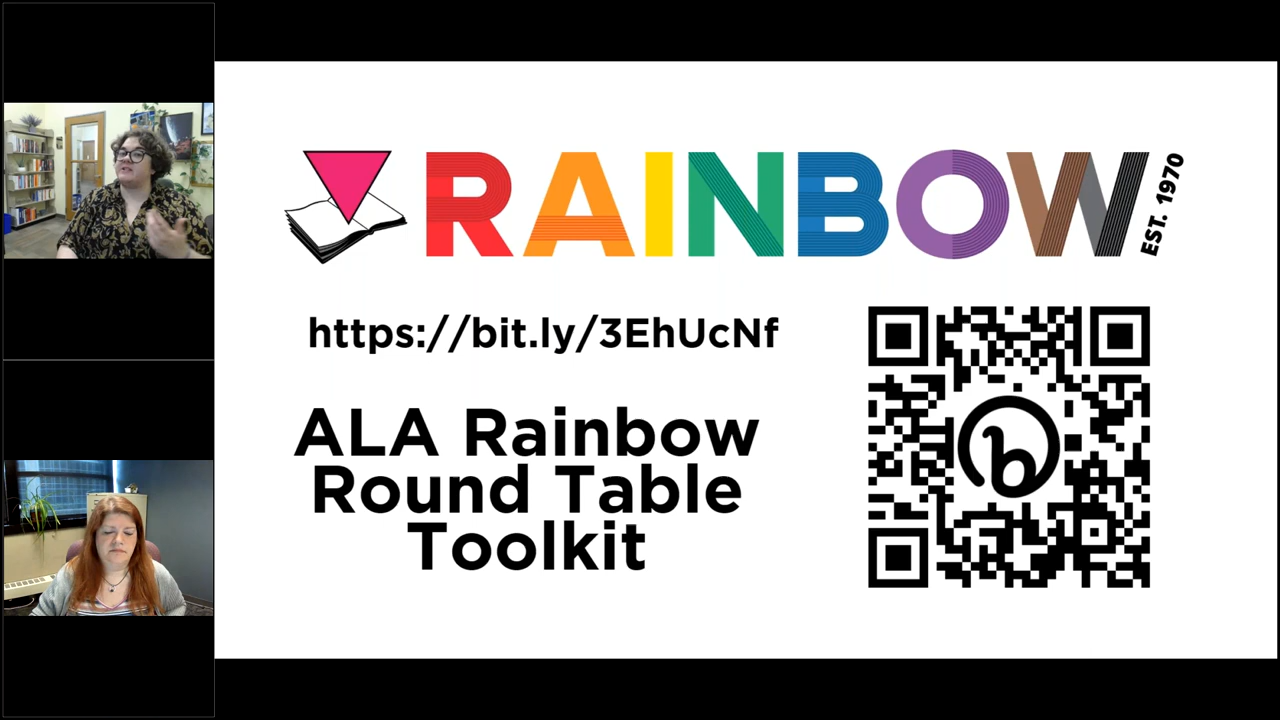 RAINBOW
EST. 1970
https://bit.ly/3EhUcNf
ALA Rainbow
Round Table
Toolkit